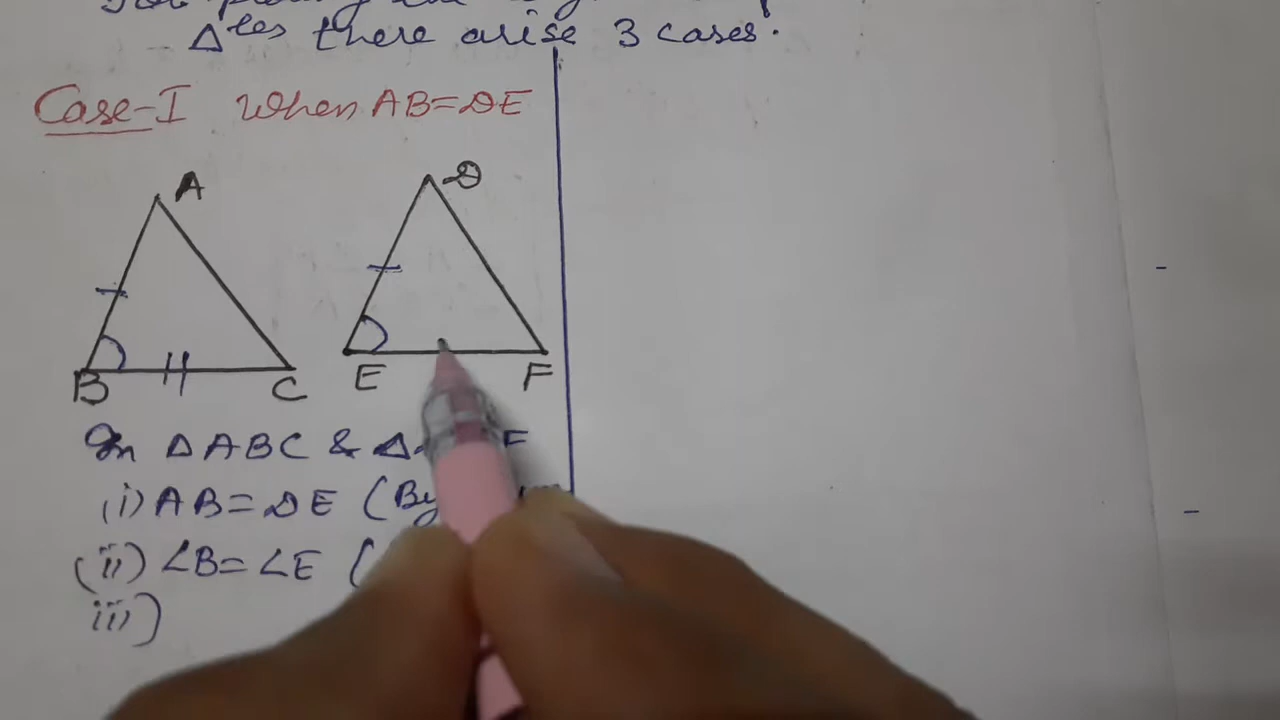 Δles there arise 3 cases.
Case-I When AB=DE
A
D
B
C
E
F
In ΔABC & Δ F
(i) AB=DE (By
(ii) ∠B=∠E (
iii)